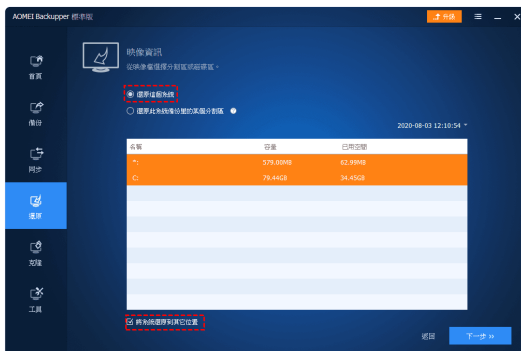 AOMEI Backupper 標準版
升級
映像資訊
從映像檔選擇分割區或磁碟區。
還原這個系統
還原此系統備份里的某個分割區
2020-08-03 12:10:54
名稱 容量 已用空間
*: 579.00MB 62.99MB
C: 79.44GB 34.45GB
將系統還原到其它位置
返回 下一步 »
首頁
備份
同步
還原
克隆
工具